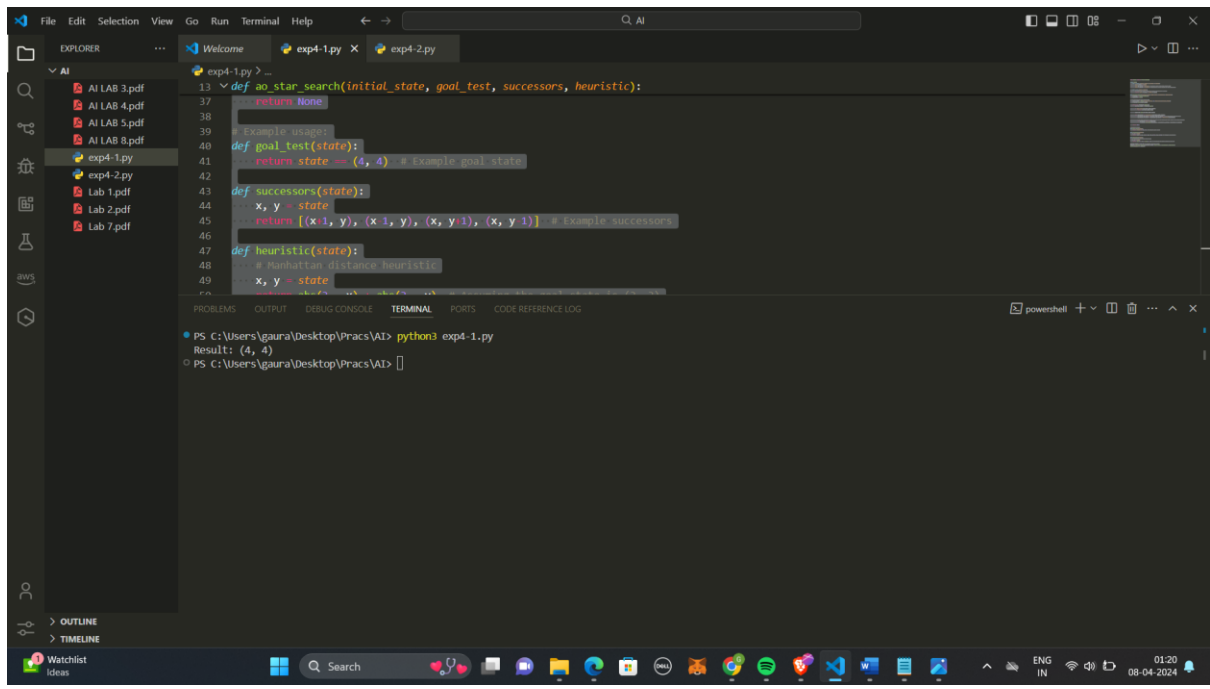 File Edit Selection View Go Run Terminal Help
AI
EXPLORER
Welcome
exp4-1.py
exp4-2.py
AI
exp4-1.py > ...
AI LAB 3.pdf
AI LAB 4.pdf
AI LAB 5.pdf
AI LAB 8.pdf
exp4-1.py
exp4-2.py
Lab 1.pdf
Lab 2.pdf
Lab 7.pdf
aws
13 def ao_star_search(initial_state, goal_test, successors, heuristic):
37 return None
38
39 # Example usage:
40 def goal_test(state):
41 return state == (4, 4) # Example goal state
42
43 def successors(state):
44 x, y = state
45 return [(x+1, y), (x-1, y), (x, y+1), (x, y-1)] # Example successors
46
47 def heuristic(state):
48 # Manhattan distance heuristic
49 x, y = state
PROBLEMS OUTPUT DEBUG CONSOLE TERMINAL PORTS CODE REFERENCE LOG
powershell
PS C:\Users\gaura\Desktop\Pracs\AI> python3 exp4-1.py
Result: (4, 4)
PS C:\Users\gaura\Desktop\Pracs\AI>
OUTLINE
TIMELINE
1
Watchlist
Ideas
Search
DELL
ENG
IN
01:20
08-04-2024